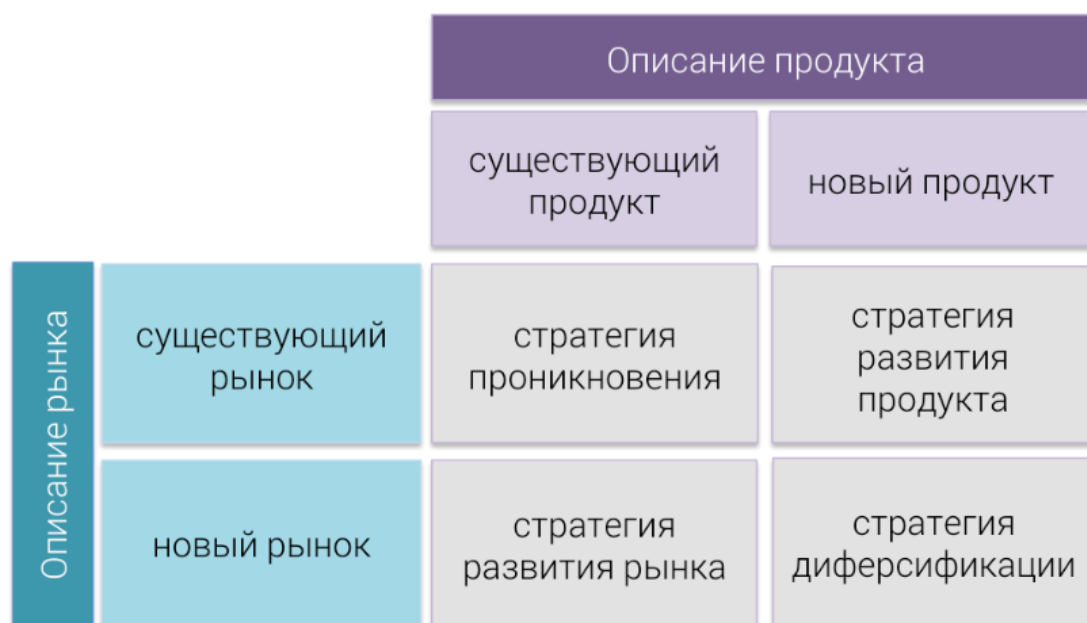 Описание продукта
существующий
продукт
новый продукт
Описание рынка
существующий
рынок
стратегия
проникновения
стратегия
развития
продукта
новый рынок
стратегия
развития рынка
стратегия
диферсификации